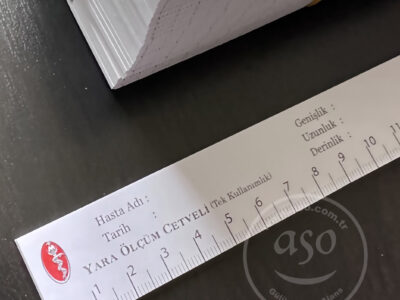 Hasta Adı :
Tarih :
YARA ÖLÇÜM CETVELİ (Tek Kullanımlık)
Genişlik :
Uzunluk :
Derinlik :
1 2 3 4 5 6 7 8 9 10 11
aso